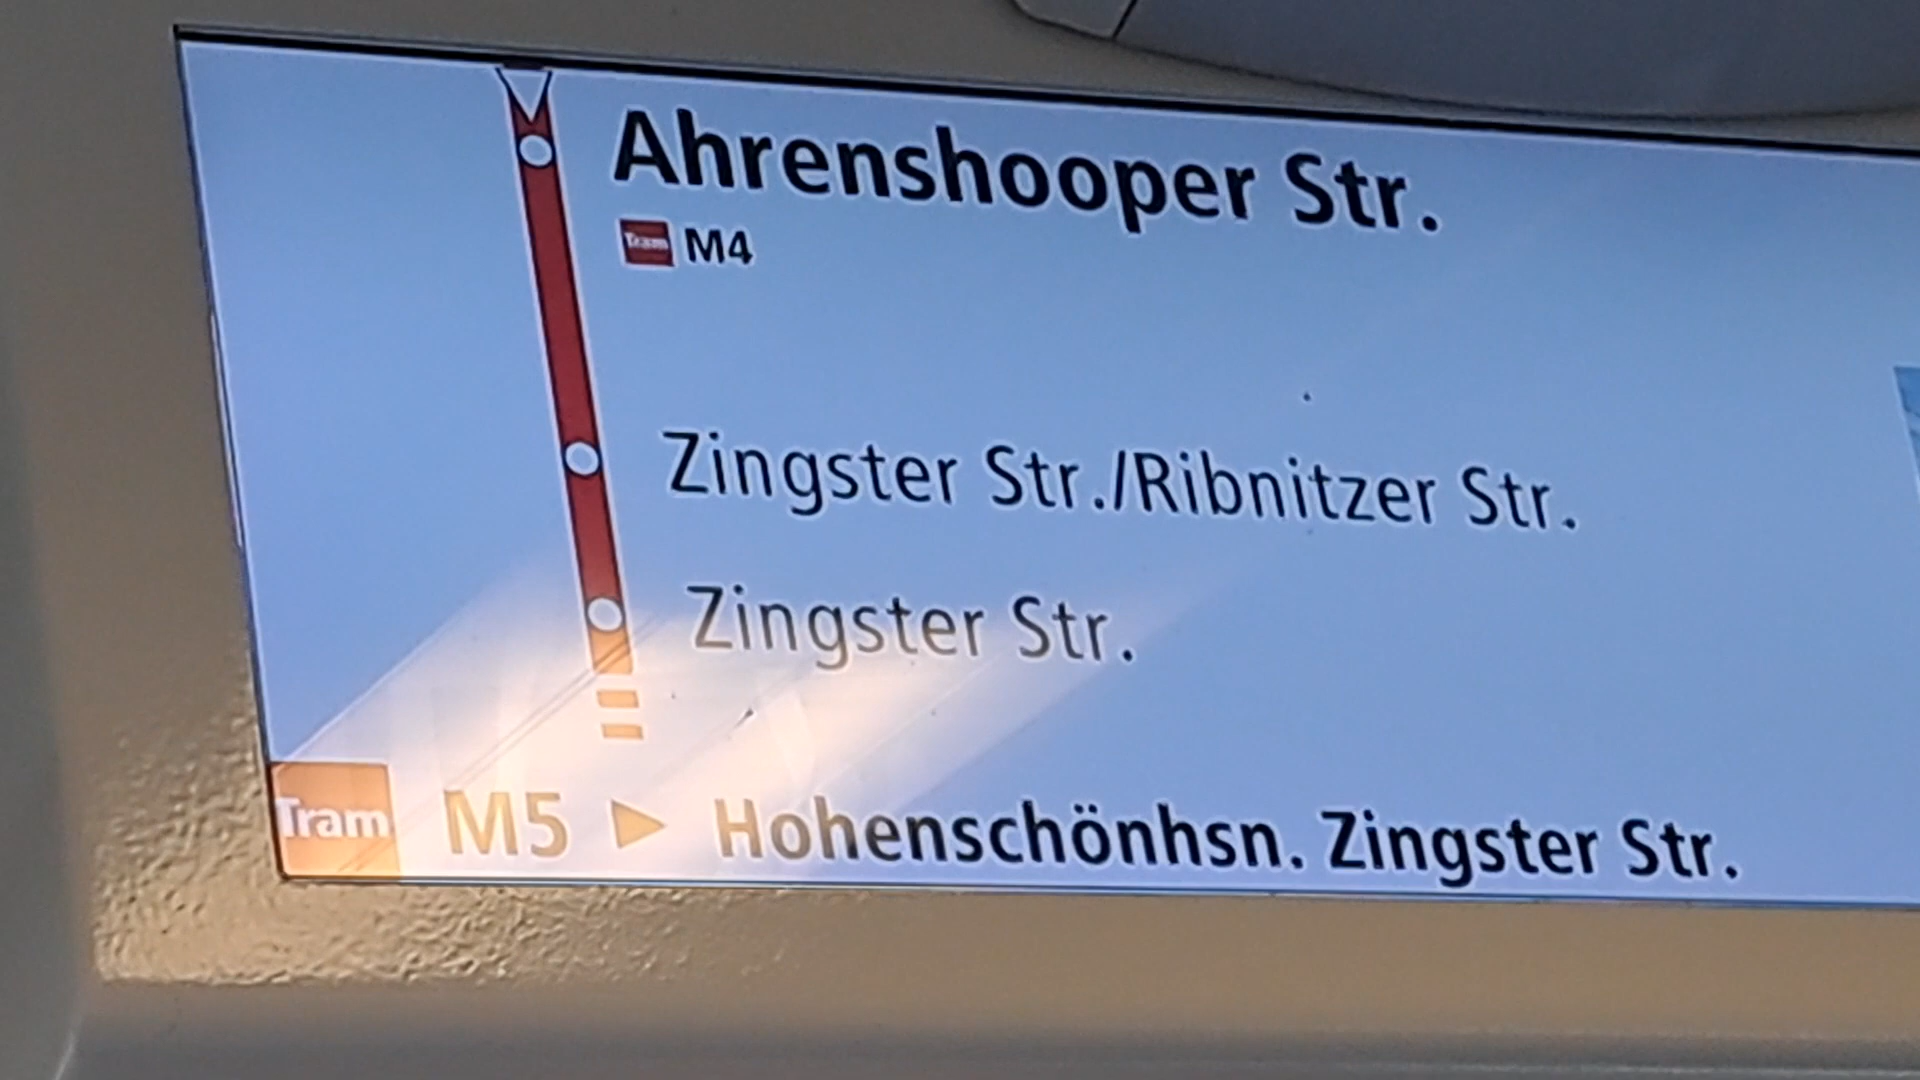 Ahrenshooper Str.
Tram M4
Zingster Str./Ribnitzer Str.
Zingster Str.
Tram M5 ► Hohenschönhsn. Zingster Str.